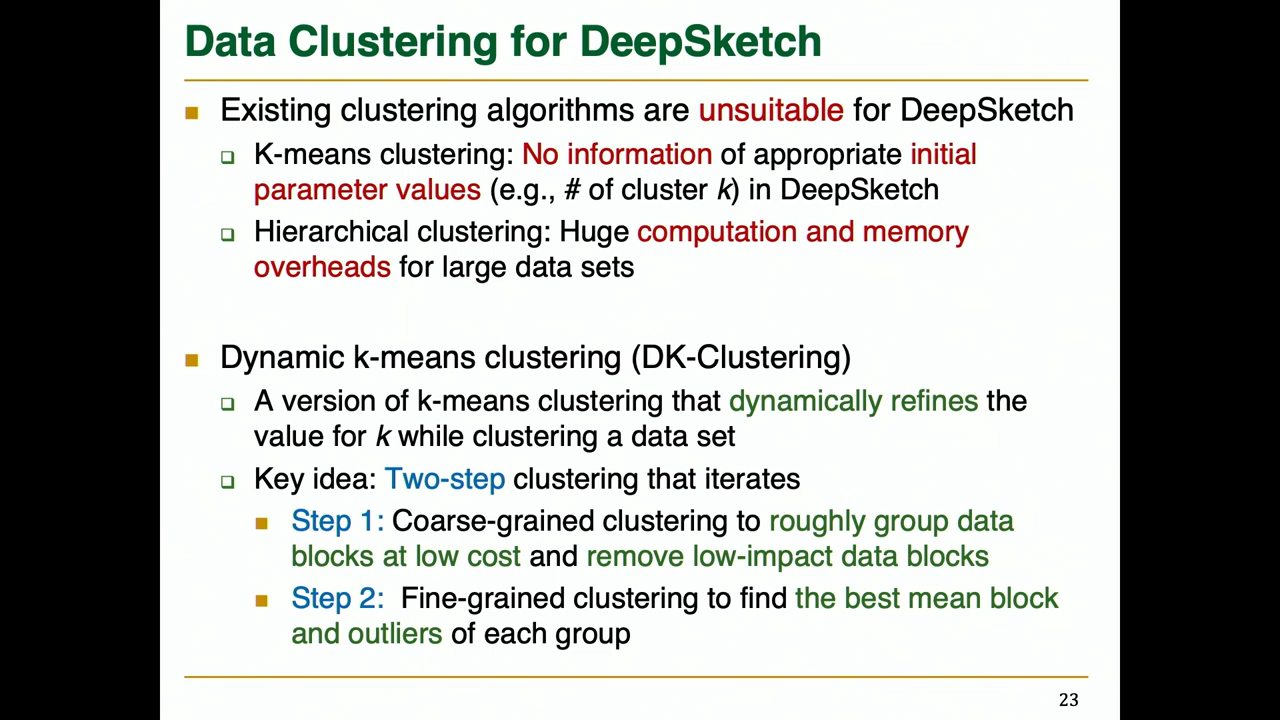 Data Clustering for DeepSketch
Existing clustering algorithms are unsuitable for DeepSketch
K-means clustering: No information of appropriate initial
parameter values (e.g., # of cluster k) in DeepSketch
Hierarchical clustering: Huge computation and memory
overheads for large data sets
Dynamic k-means clustering (DK-Clustering)
A version of k-means clustering that dynamically refines the
value for k while clustering a data set
Key idea: Two-step clustering that iterates
Step 1: Coarse-grained clustering to roughly group data
blocks at low cost and remove low-impact data blocks
Step 2: Fine-grained clustering to find the best mean block
and outliers of each group
23